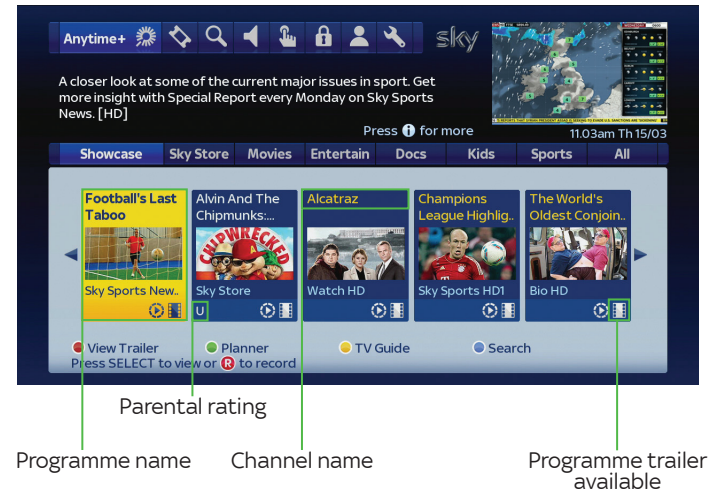 Anytime+
sky
A closer look at some of the current major issues in sport. Get
more insight with Special Report every Monday on Sky Sports
News. [HD]
Press i for more
11.03am Th 15/03
Showcase Sky Store Movies Entertain Docs Kids Sports All
Football's Last
Taboo
Sky Sports New..
Alvin And The
Chipmunks:...
CHIPWRECKED
Sky Store
U
Alcatraz
Watch HD
Champions
League Highlig..
Sky Sports HD1
The World's
Oldest Conjoin..
Bio HD
View Trailer Planner TV Guide Search
Press SELECT to view or R to record
Parental rating
Programme name Channel name Programme trailer
available